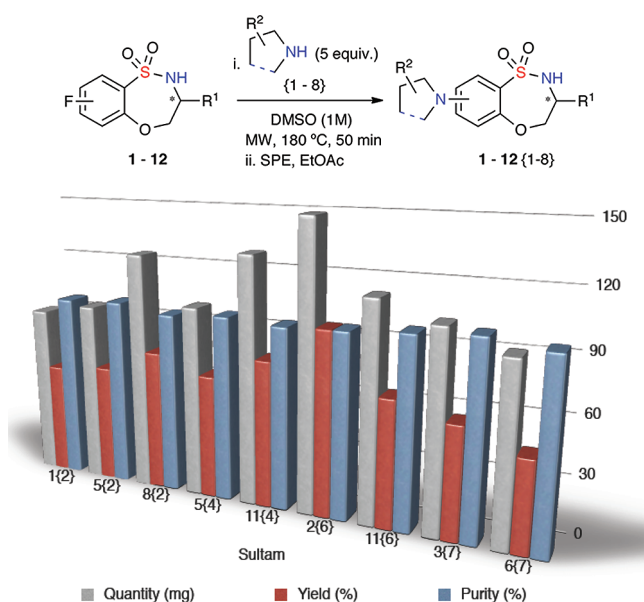 R²
NH (5 equiv.)
i.
{1 - 8}
O O
S NH
F
*
R¹
O
1 - 12
DMSO (1M)
MW, 180 ºC, 50 min
ii. SPE, EtOAc
R²
N
O O
S NH
*
R¹
O
1 - 12 {1-8}
150
120
90
60
30
0
1{2}
5{2}
8{2}
5{4}
11{4}
2{6}
11{6}
3{7}
6{7}
Sultam
Quantity (mg) Yield (%) Purity (%)